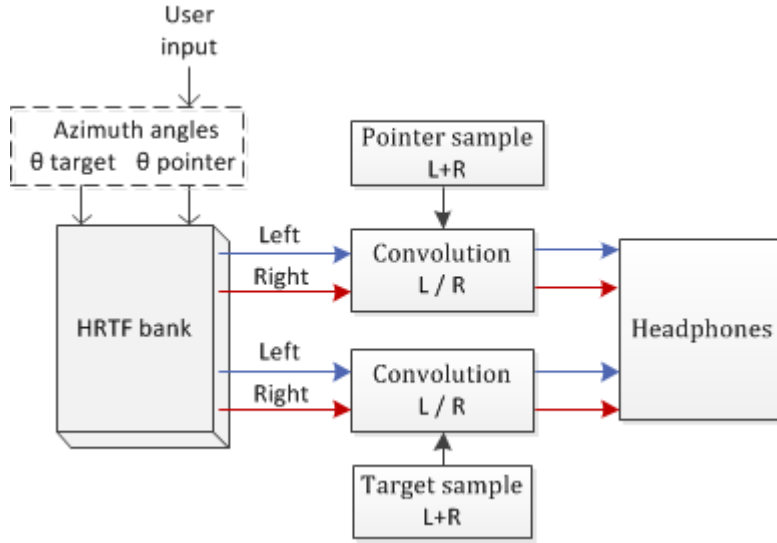 User
input
Azimuth angles
θ target θ pointer
Pointer sample
L+R
Left
Right
Convolution
L / R
HRTF bank
Headphones
Left
Right
Convolution
L / R
Target sample
L+R